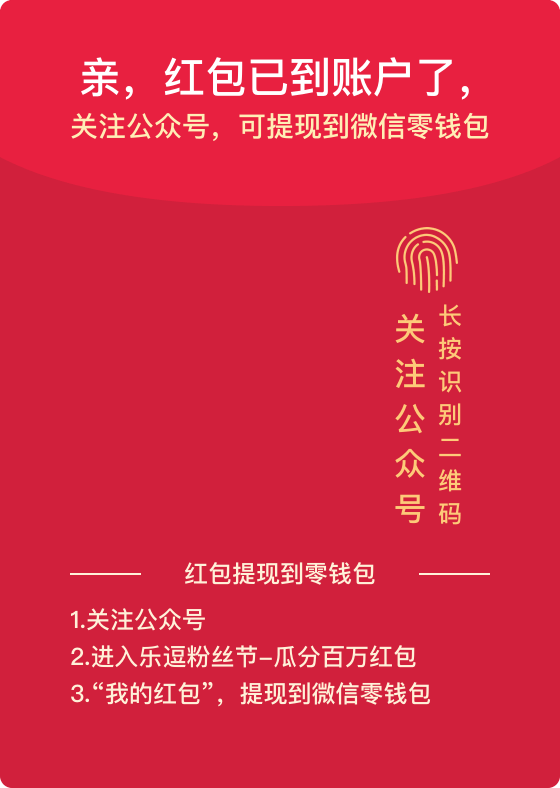 亲，红包已到账户了，
关注公众号，可提现到微信零钱包
长按识别二维码
关注公众号
红包提现到零钱包
1.关注公众号
2.进入乐逗粉丝节–瓜分百万红包
3.“我的红包”，提现到微信零钱包